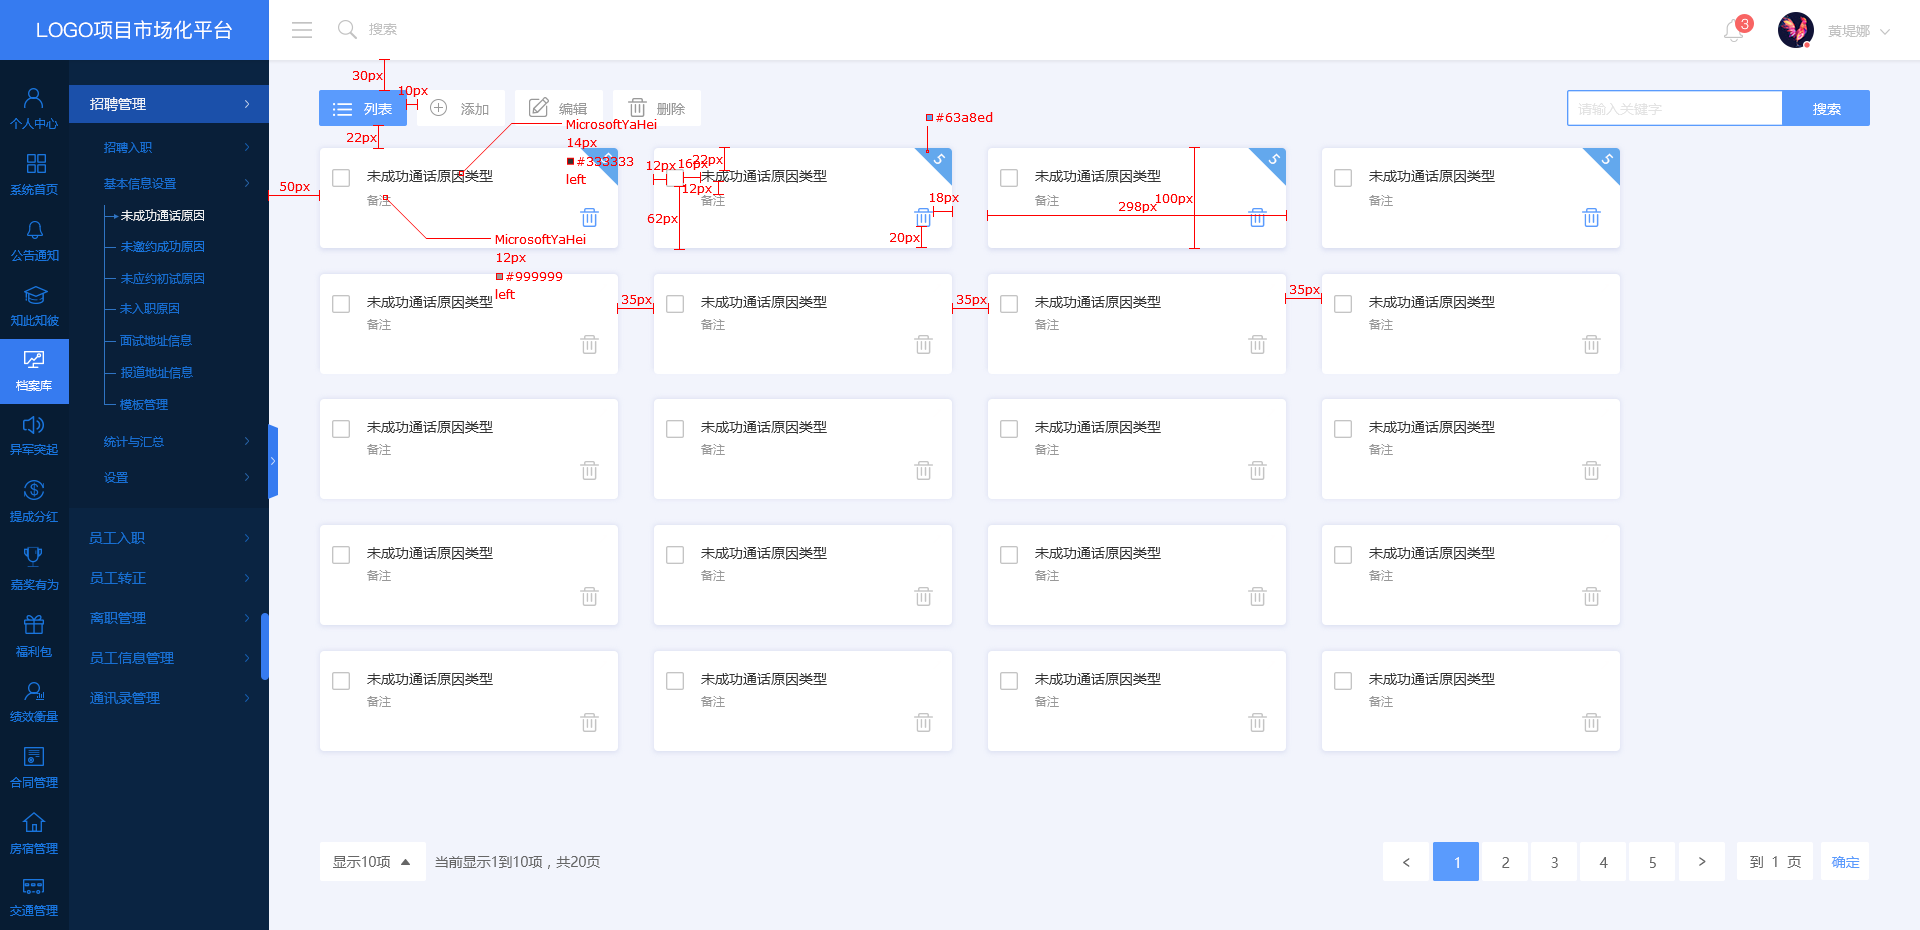 LOGO项目市场化平台
搜索
3
黄堤娜
个人中心
系统首页
公告通知
知此知彼
档案库
异军突起
提成分红
嘉奖有为
福利包
绩效衡量
合同管理
房宿管理
交通管理
招聘管理
招聘入职
基本信息设置
未成功通话原因
未邀约成功原因
未应约初试原因
未入职原因
面试地址信息
报道地址信息
模板管理
统计与汇总
设置
员工入职
员工转正
离职管理
员工信息管理
通讯录管理
30px
10px
列表
添加
编辑
删除
请输入关键字
搜索
22px
50px
MicrosoftYaHei
14px
#333333
left
#63a8ed
未成功通话原因类型
备注
MicrosoftYaHei
12px
#999999
left
12px
16px
22px
12px
62px
未成功通话原因类型
备注
5
18px
20px
未成功通话原因类型
备注
5
100px
298px
未成功通话原因类型
备注
5
35px
35px
35px
未成功通话原因类型
备注
未成功通话原因类型
备注
未成功通话原因类型
备注
未成功通话原因类型
备注
未成功通话原因类型
备注
未成功通话原因类型
备注
未成功通话原因类型
备注
未成功通话原因类型
备注
未成功通话原因类型
备注
未成功通话原因类型
备注
未成功通话原因类型
备注
未成功通话原因类型
备注
未成功通话原因类型
备注
未成功通话原因类型
备注
未成功通话原因类型
备注
未成功通话原因类型
备注
显示10项
当前显示1到10项，共20页
< 1 2 3 4 5 >
到 1 页
确定